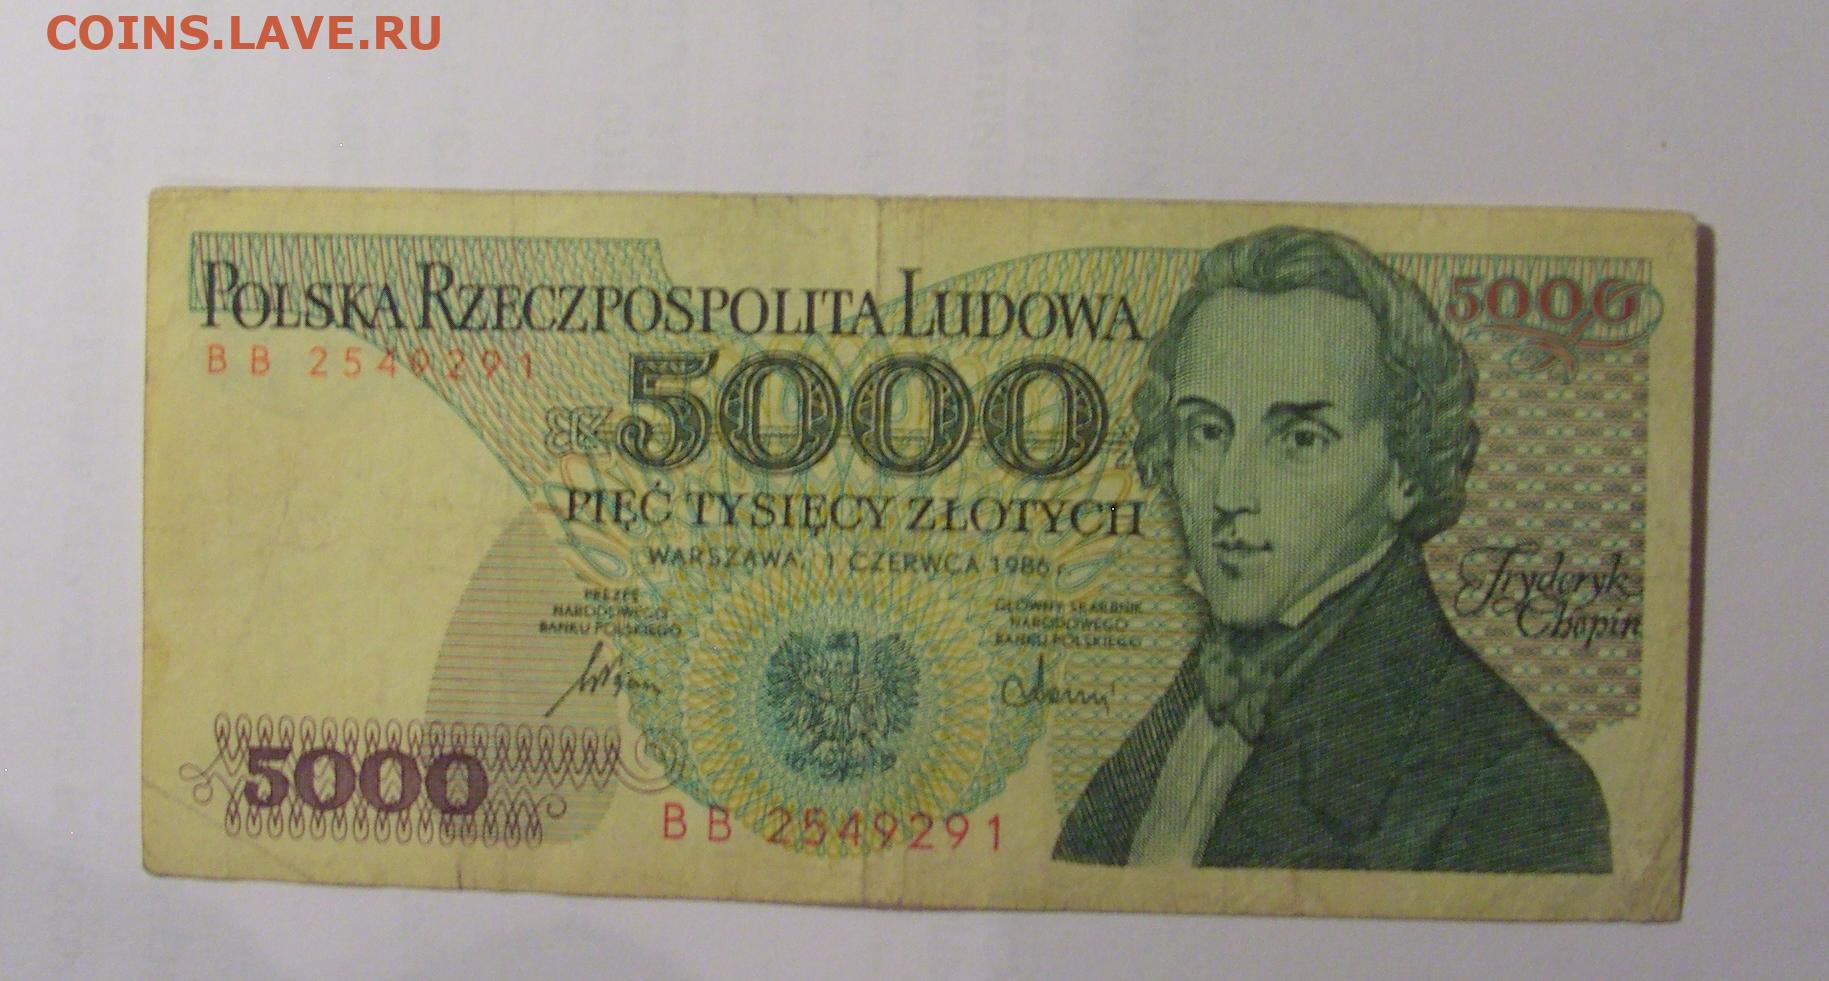 COINS.LAVE.RU
POLSKA RZECZPOSPOLITA LUDOWA
5000
BB 2549291
5000
PIĘĆ TYSIĘCY ZŁOTYCH
WARSZAWA, 1 CZERWCA 1986 r.
PREZES
NARODOWEGO
BANKU POLSKIEGO
GŁÓWNY SKARBNIK
NARODOWEGO
BANKU POLSKIEGO
Fryderyk
Chopin
5000
BB 2549291